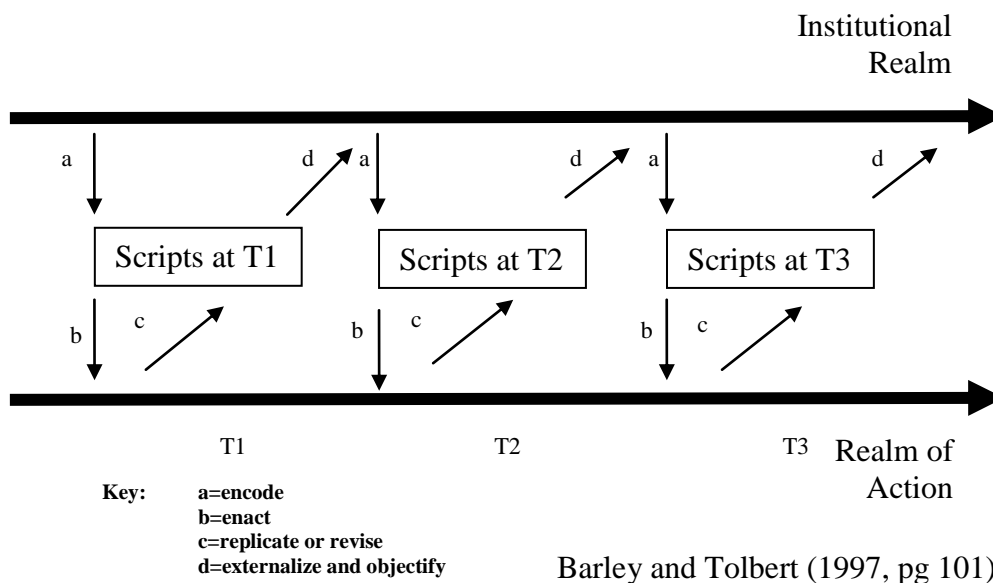 Institutional
Realm
a
d
a
d
a
d
Scripts at T1
Scripts at T2
Scripts at T3
b
c
b
c
b
c
T1
T2
T3
Realm of
Action
Key:
a=encode
b=enact
c=replicate or revise
d=externalize and objectify
Barley and Tolbert (1997, pg 101)